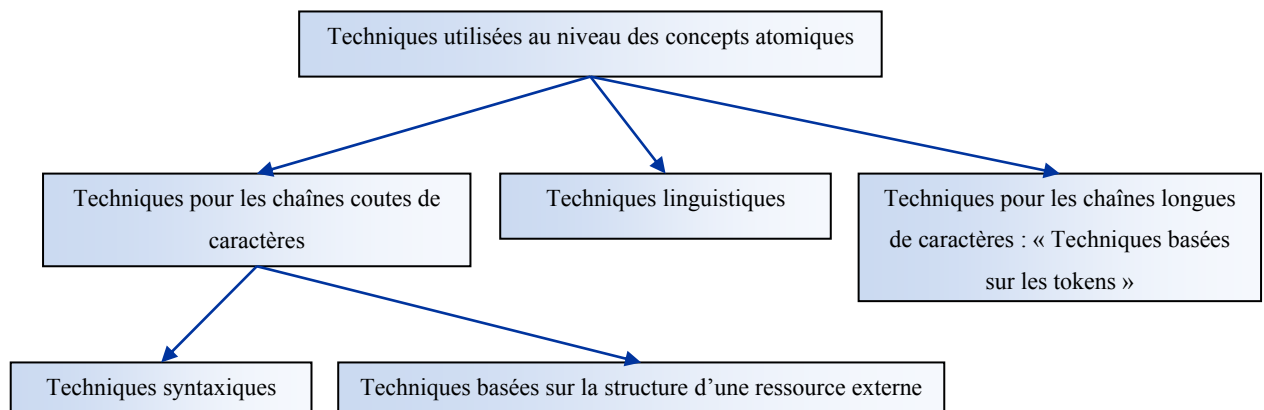 Techniques utilisées au niveau des concepts atomiques
Techniques pour les chaînes coutes de
caractères
Techniques linguistiques
Techniques pour les chaînes longues
de caractères : « Techniques basées
sur les tokens »
Techniques syntaxiques
Techniques basées sur la structure d’une ressource externe